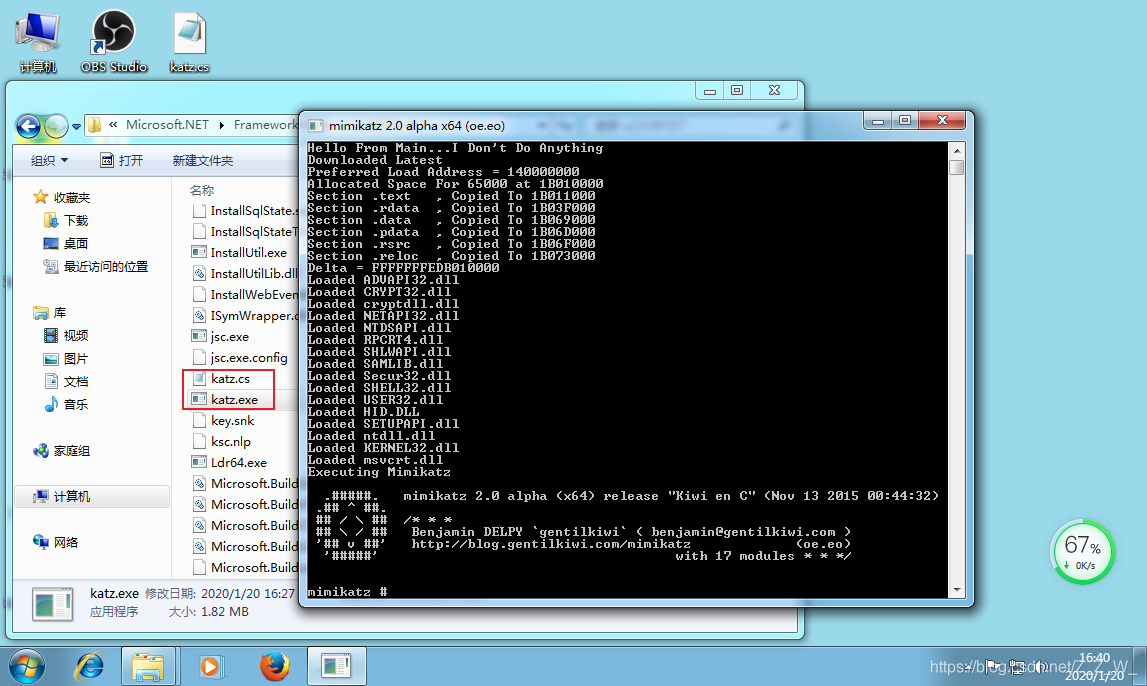 计算机
OBS Studio
katz.cs
« Microsoft.NET ▸ Framework
组织 打开 新建文件夹
收藏夹
下载
桌面
最近访问的位置
库
视频
图片
文档
音乐
家庭组
计算机
网络
名称
InstallSqlState.s
InstallSqlStateT
InstallUtil.exe
InstallUtilLib.dll
InstallWebEven
ISymWrapper.d
jsc.exe
jsc.exe.config
katz.cs
katz.exe
key.snk
ksc.nlp
Ldr64.exe
Microsoft.Build
Microsoft.Build
Microsoft.Build
Microsoft.Build
Microsoft.Build
katz.exe 修改日期: 2020/1/20 16:27
应用程序 大小: 1.82 MB
mimikatz 2.0 alpha x64 (oe.eo)
Hello From Main...I Don't Do Anything
Downloaded Latest
Preferred Load Address = 140000000
Allocated Space For 65000 at 1B010000
Section .text   , Copied To 1B011000
Section .rdata  , Copied To 1B03F000
Section .data   , Copied To 1B069000
Section .pdata  , Copied To 1B06D000
Section .rsrc   , Copied To 1B06F000
Section .reloc  , Copied To 1B073000
Delta = FFFFFFFEDB010000
Loaded ADVAPI32.dll
Loaded CRYPT32.dll
Loaded cryptdll.dll
Loaded NETAPI32.dll
Loaded NTDSAPI.dll
Loaded RPCRT4.dll
Loaded SHLWAPI.dll
Loaded SAMLIB.dll
Loaded Secur32.dll
Loaded SHELL32.dll
Loaded USER32.dll
Loaded HID.DLL
Loaded SETUPAPI.dll
Loaded ntdll.dll
Loaded KERNEL32.dll
Loaded msvcrt.dll
Executing Mimikatz
  .#####.   mimikatz 2.0 alpha (x64) release "Kiwi en C" (Nov 13 2015 00:44:32)
 .## ^ ##.
 ## / \ ##  /* * *
 ## \ / ##   Benjamin DELPY `gentilkiwi` ( benjamin@gentilkiwi.com )
 '## v ##'   http://blog.gentilkiwi.com/mimikatz             (oe.eo)
  '#####'                                     with 17 modules * * */
mimikatz #
67%
0K/s
16:40
2020/1/20
https://blog.csdn.net/Z_Z_W_